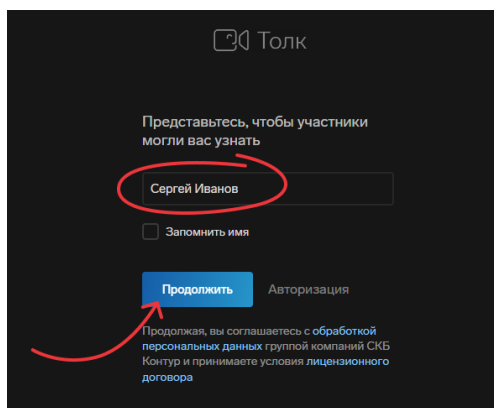 Толк
Представьтесь, чтобы участники
могли вас узнать
Сергей Иванов
Запомнить имя
Продолжить Авторизация
Продолжая, вы соглашаетесь с обработкой
персональных данных группой компаний СКБ
Контур и принимаете условия лицензионного
договора